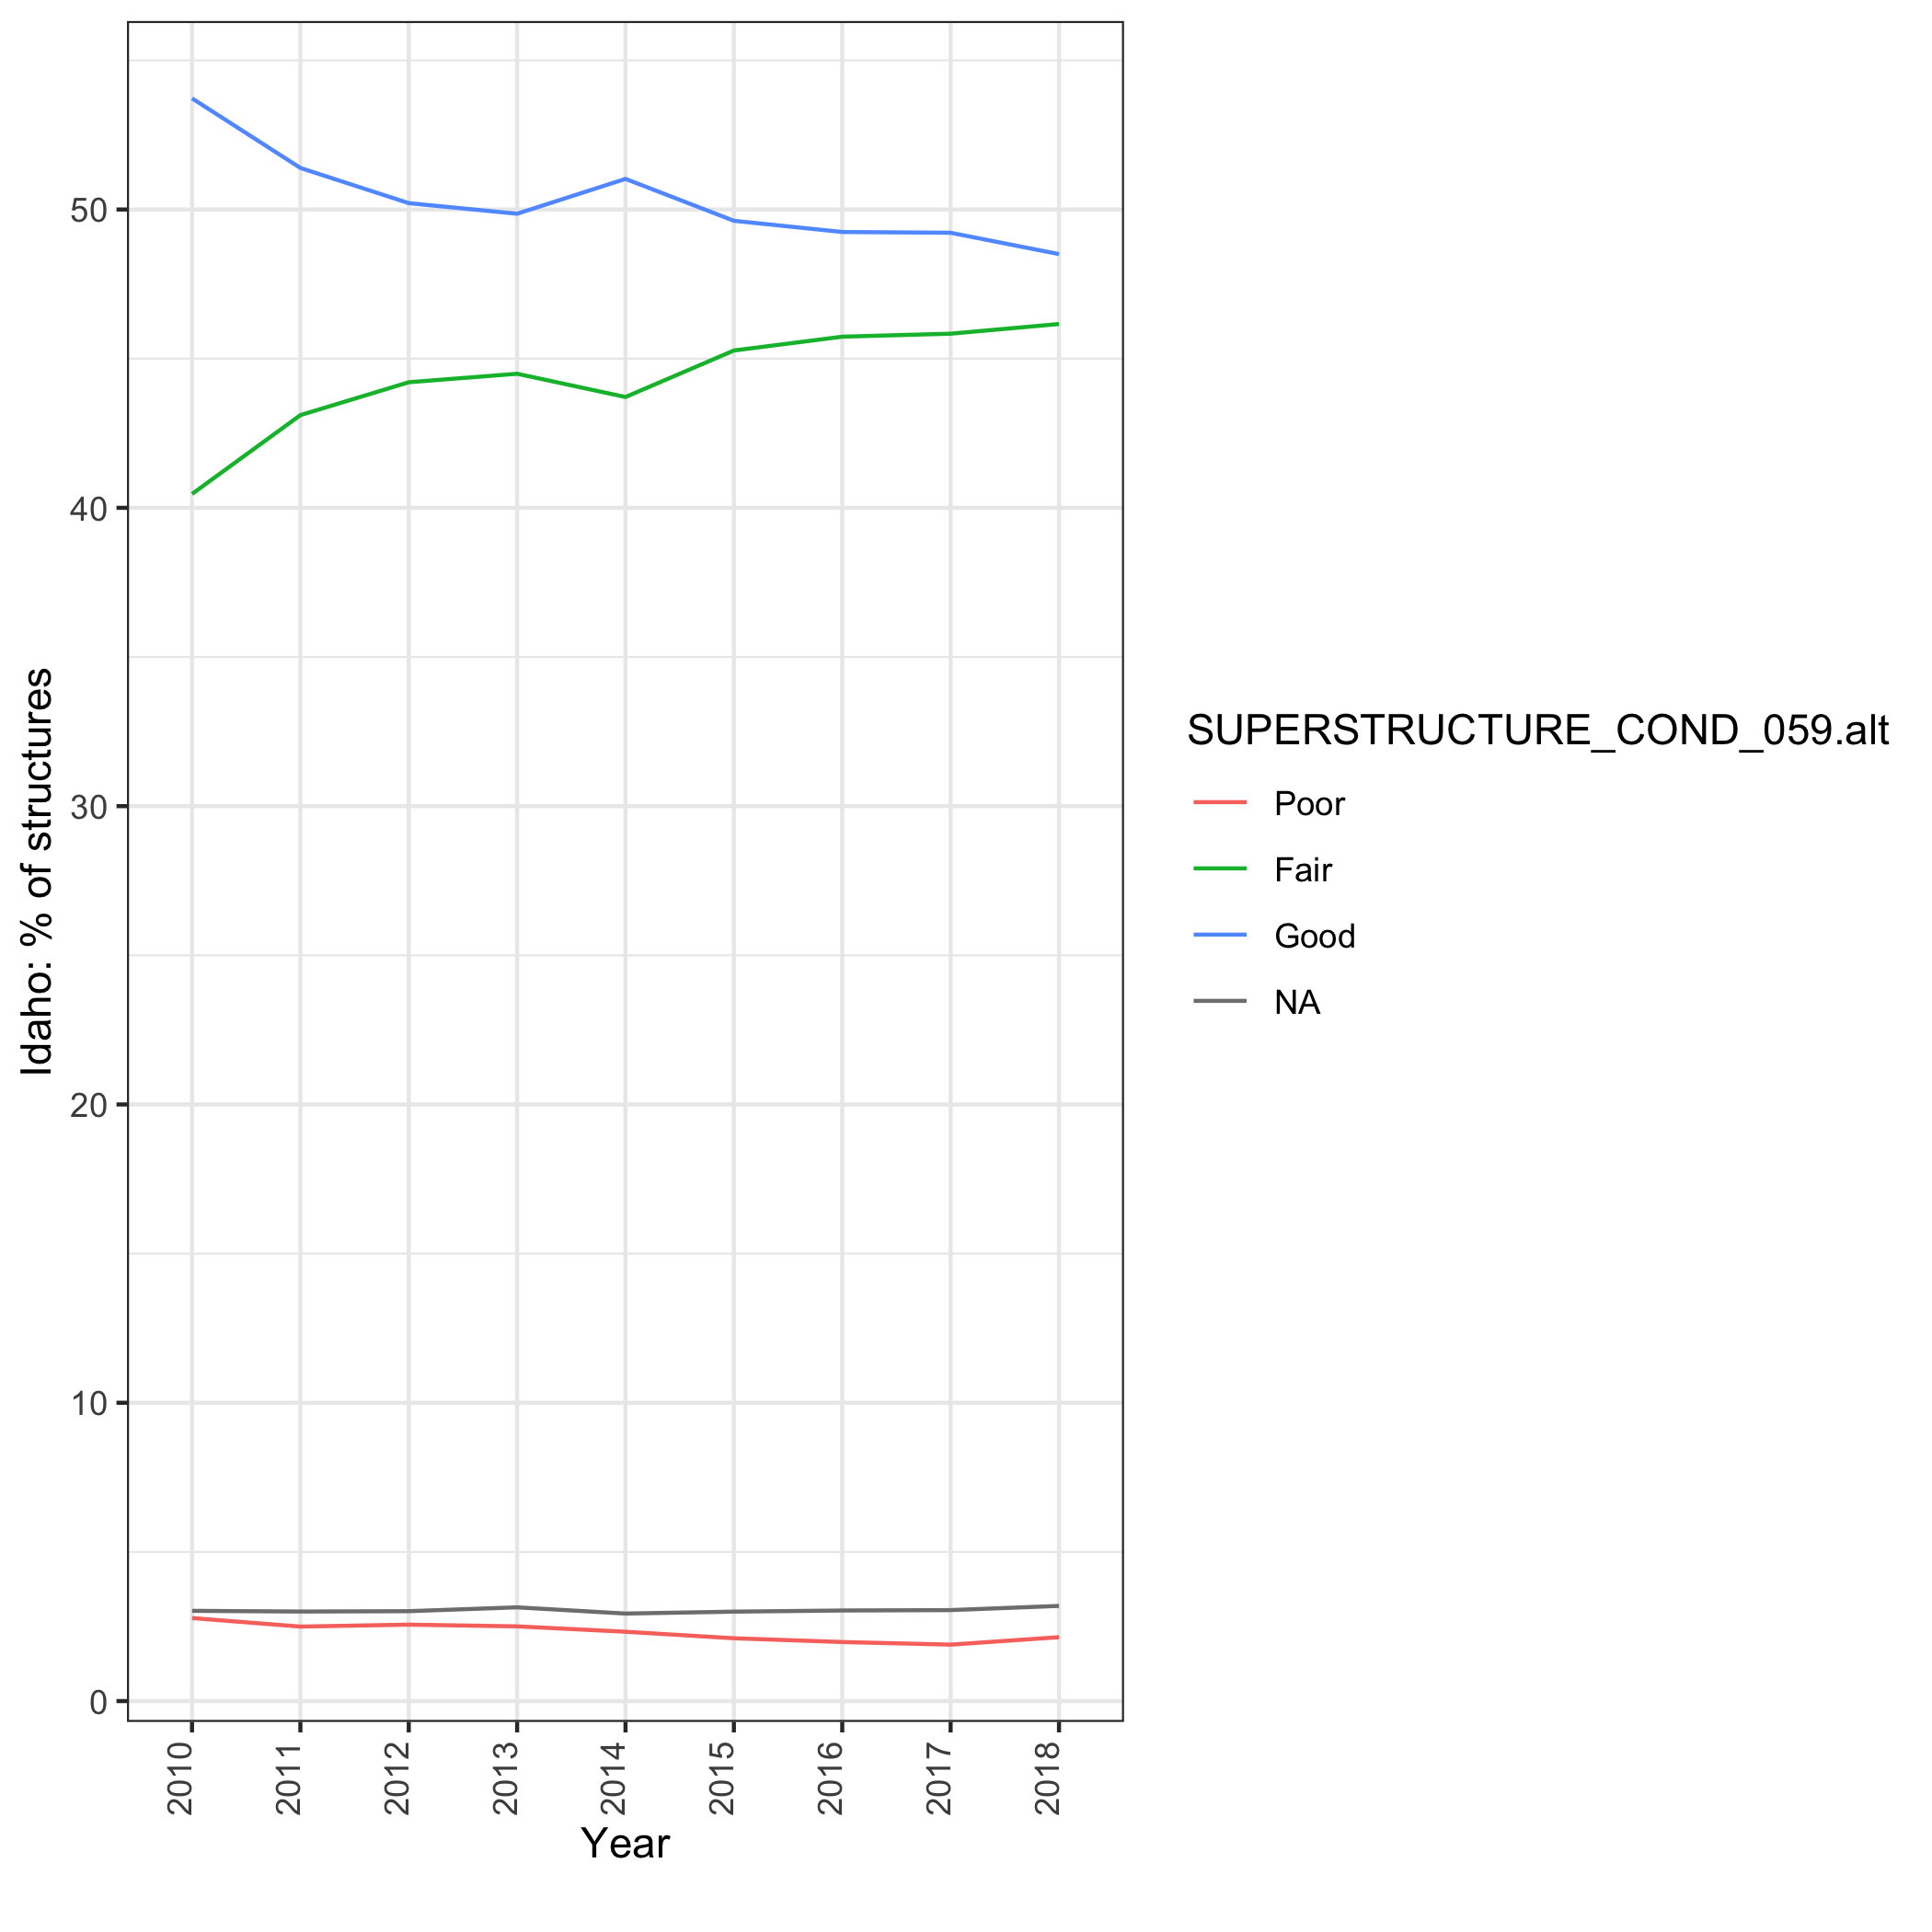 Idaho: % of structures
50
40
30
20
10
0
2010
2011
2012
2013
2014
2015
2016
2017
2018
Year
SUPERSTRUCTURE_COND_059.alt
Poor
Fair
Good
NA